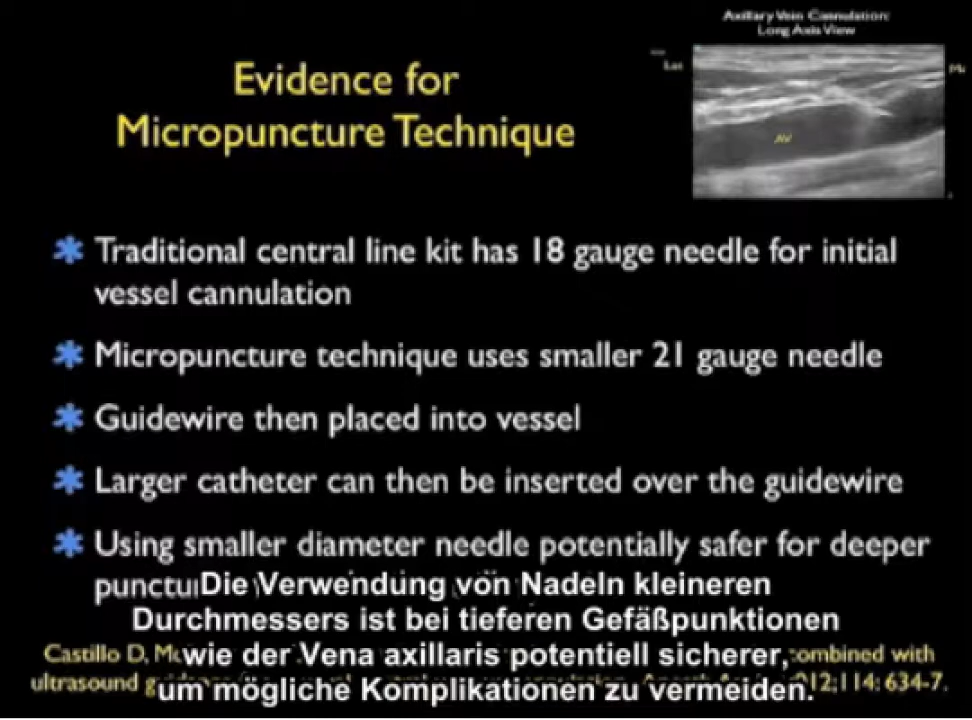 Axillary Vein Cannulation:
Long Axis View
Lat
AV
Evidence for
Micropuncture Technique
Traditional central line kit has 18 gauge needle for initial
vessel cannulation
Micropuncture technique uses smaller 21 gauge needle
Guidewire then placed into vessel
Larger catheter can then be inserted over the guidewire
Using smaller diameter needle potentially safer for deeper
Die Verwendung von Nadeln kleineren
Durchmessers ist bei tieferen Gefäßpunktionen
wie der Vena axillaris potentiell sicherer,
um mögliche Komplikationen zu vermeiden.
Castillo D, combined with
ultrasound 114: 634-7.